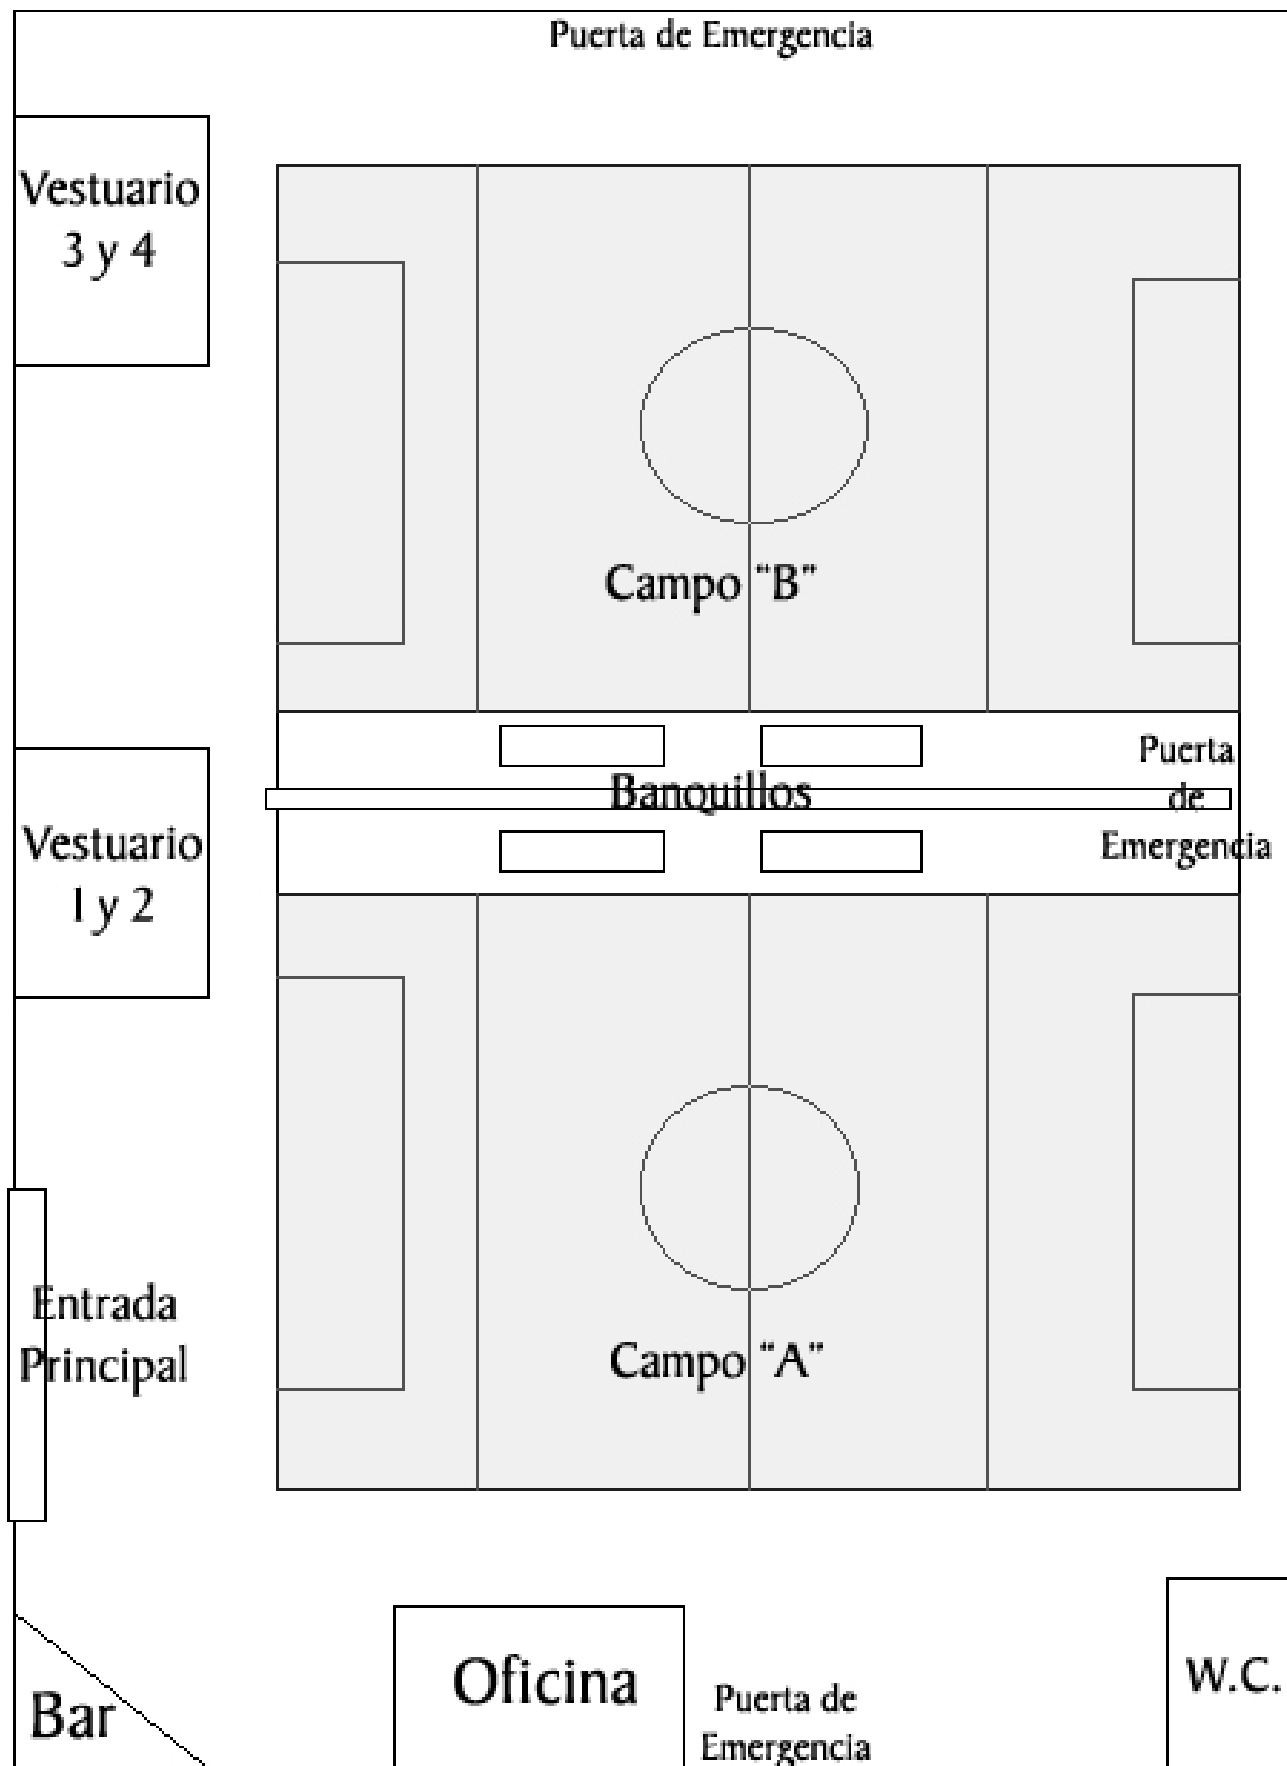 Puerta de Emergencia
Vestuario
3 y 4
Campo "B"
Puerta
de
Emergencia
Banquillos
Vestuario
1 y 2
Entrada
Principal
Campo "A"
Bar
Oficina
Puerta de
Emergencia
W.C.